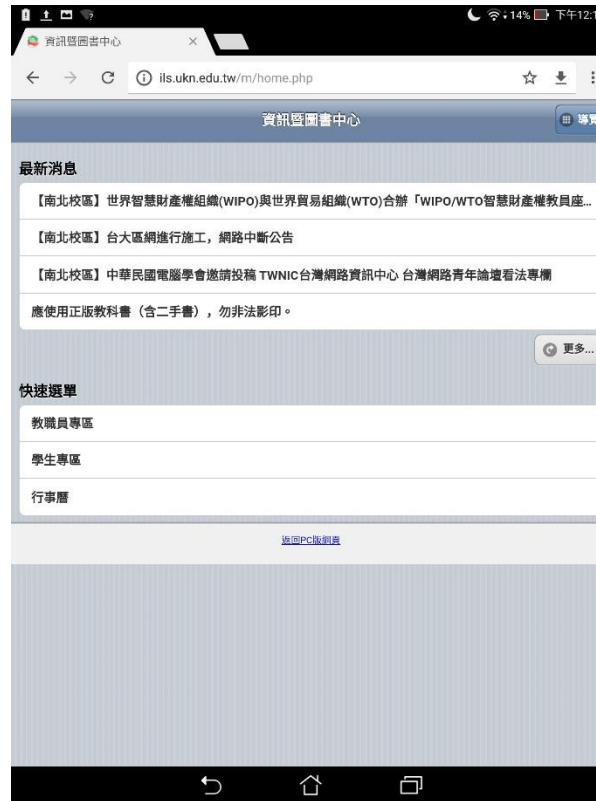 14% 下午12:1
資訊暨圖書中心
ils.ukn.edu.tw/m/home.php
資訊暨圖書中心
導覽
最新消息
【南北校區】世界智慧財產權組織(WIPO)與世界貿易組織(WTO)合辦「WIPO/WTO智慧財產權教員座...
【南北校區】台大區網進行施工，網路中斷公告
【南北校區】中華民國電腦學會邀請投稿 TWNIC台灣網路資訊中心 台灣網路青年論壇看法專欄
應使用正版教科書（含二手書），勿非法影印。
更多...
快速選單
教職員專區
學生專區
行事曆
返回PC版網頁